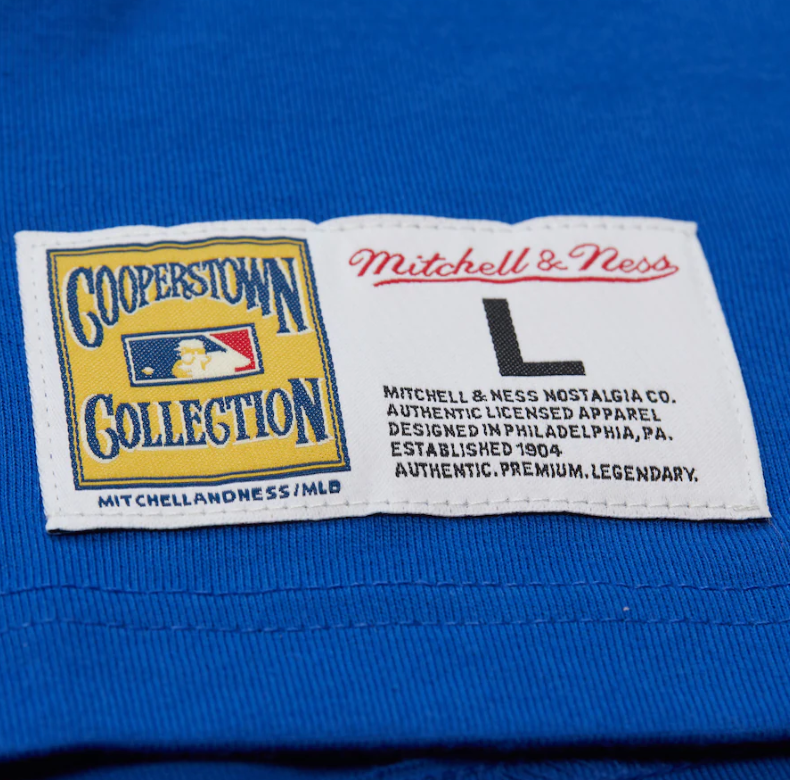 COOPERSTOWN
COLLECTION
MITCHELLANDNESS/MLB
Mitchell & Ness
L
MITCHELL & NESS NOSTALGIA CO.
AUTHENTIC LICENSED APPAREL
DESIGNED IN PHILADELPHIA, PA.
ESTABLISHED 1904
AUTHENTIC. PREMIUM. LEGENDARY.